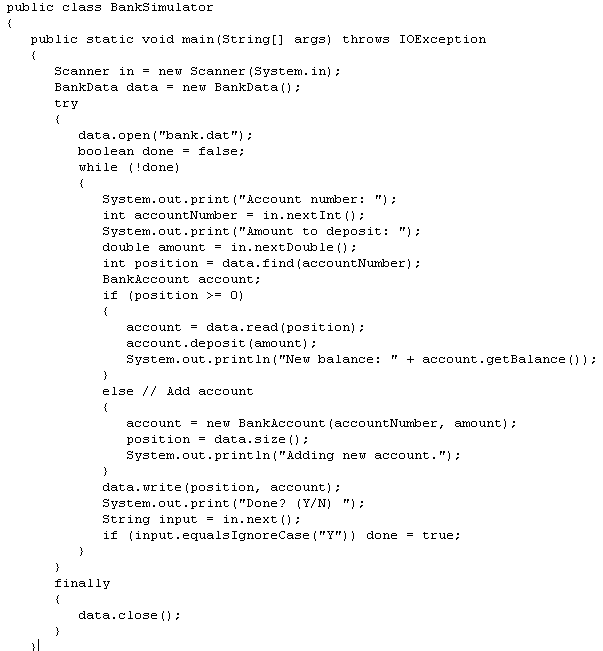 public class BankSimulator
{
   public static void main(String[] args) throws IOException
   {
      Scanner in = new Scanner(System.in);
      BankData data = new BankData();
      try
      {
         data.open("bank.dat");
         boolean done = false;
         while (!done)
         {
            System.out.print("Account number: ");
            int accountNumber = in.nextInt();
            System.out.print("Amount to deposit: ");
            double amount = in.nextDouble();
            int position = data.find(accountNumber);
            BankAccount account;
            if (position >= 0)
            {
               account = data.read(position);
               account.deposit(amount);
               System.out.println("New balance: " + account.getBalance());
            }
            else // Add account
            {
               account = new BankAccount(accountNumber, amount);
               position = data.size();
               System.out.println("Adding new account.");
            }
            data.write(position, account);
            System.out.print("Done? (Y/N) ");
            String input = in.next();
            if (input.equalsIgnoreCase("Y")) done = true;
         }
      }
      finally
      {
         data.close();
      }
   }